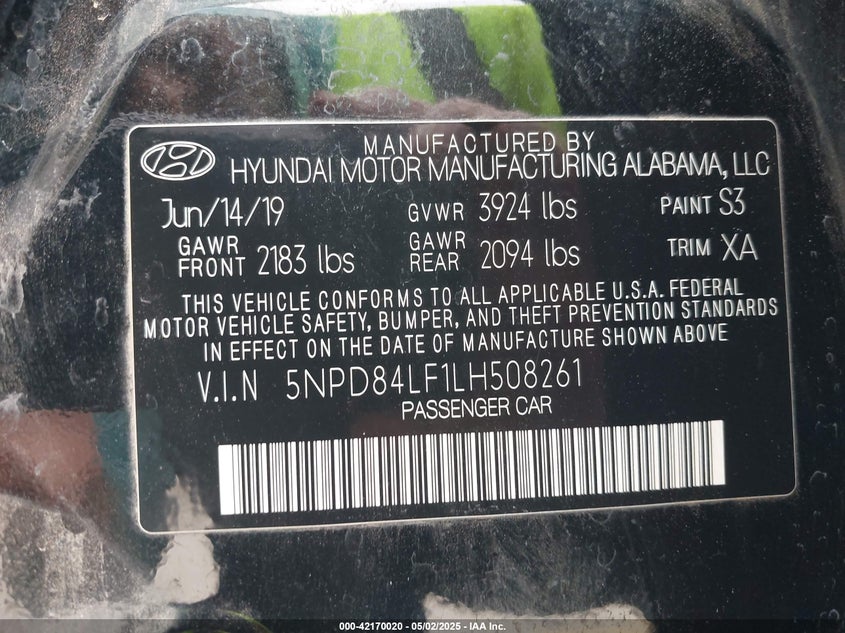 MANUFACTURED BY
HYUNDAI MOTOR MANUFACTURING ALABAMA, LLC
Jun/14/19 GVWR 3924 lbs PAINT S3
GAWR FRONT 2183 lbs GAWR REAR 2094 lbs TRIM XA
THIS VEHICLE CONFORMS TO ALL APPLICABLE U.S.A. FEDERAL
MOTOR VEHICLE SAFETY, BUMPER, AND THEFT PREVENTION STANDARDS
IN EFFECT ON THE DATE OF MANUFACTURE SHOWN ABOVE
V.I.N 5NPD84LF1LH508261
PASSENGER CAR
000-42170020 - 05/02/2025 - IAA Inc.